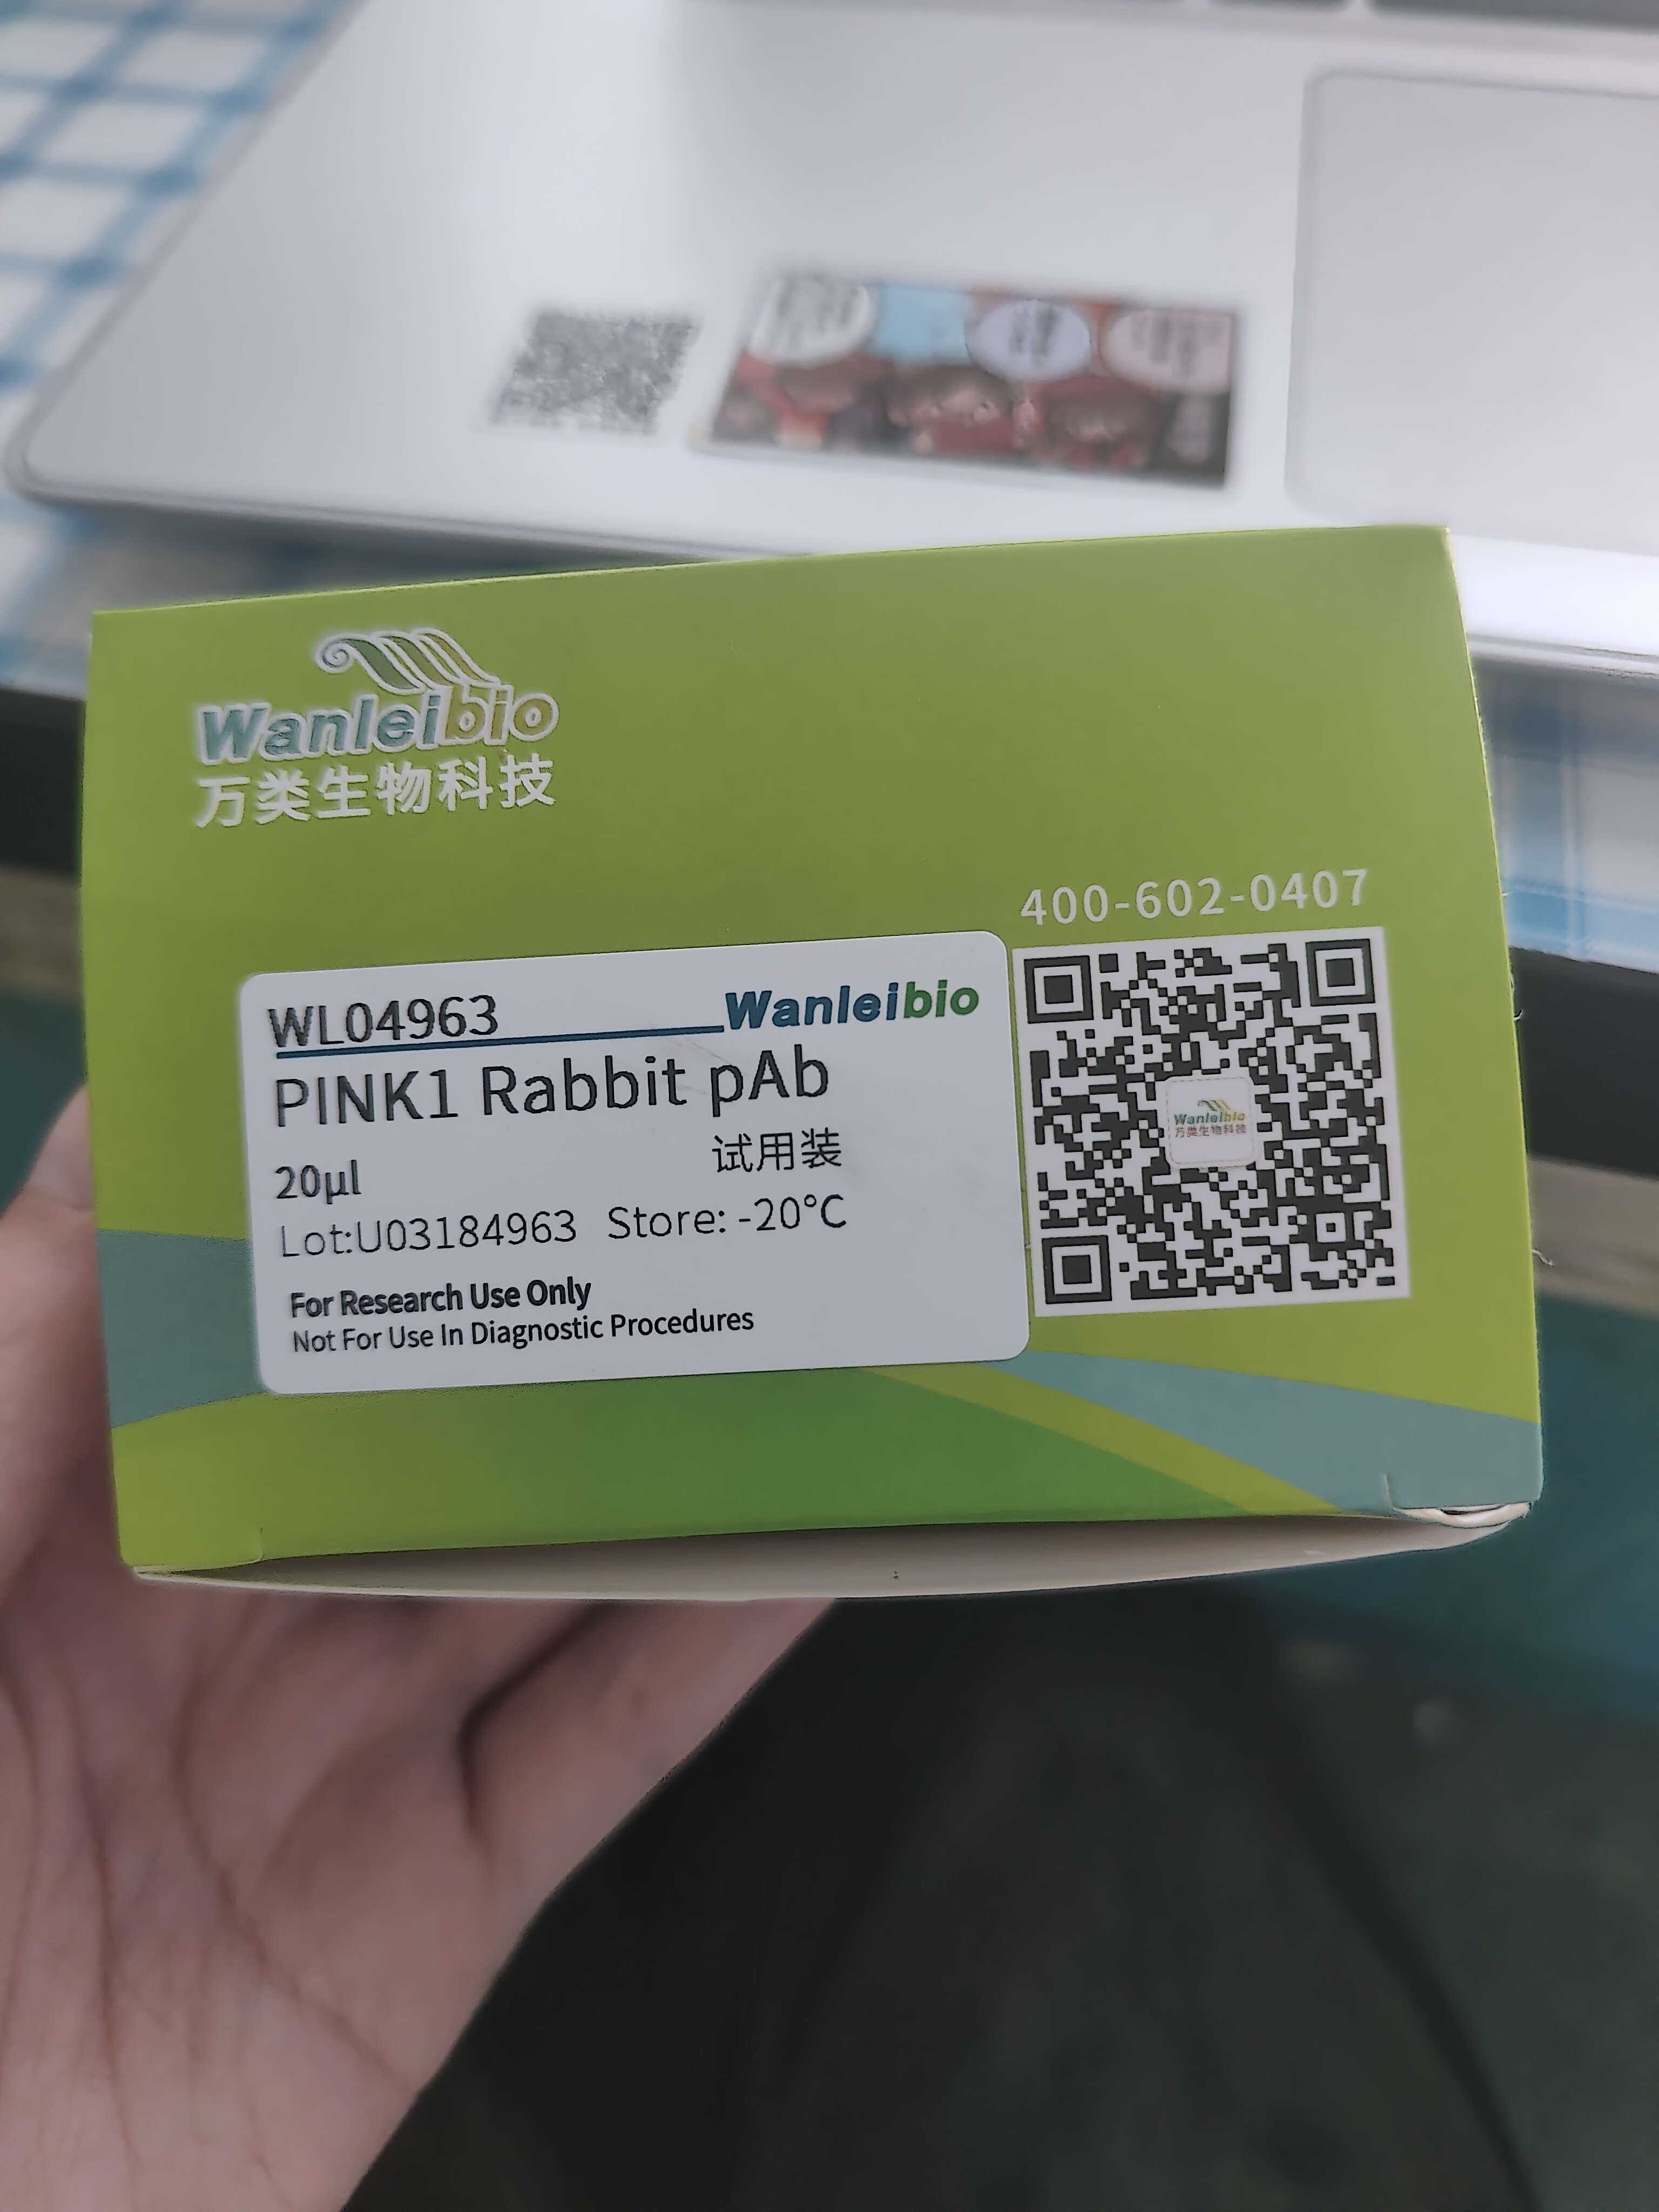 Wanleibio
万类生物科技
400-602-0407
WL04963 Wanleibio
PINK1 Rabbit pAb
试用装
20μl
Lot:U03184963 Store: -20°C
For Research Use Only
Not For Use In Diagnostic Procedures
Wanleibio
万类生物科技